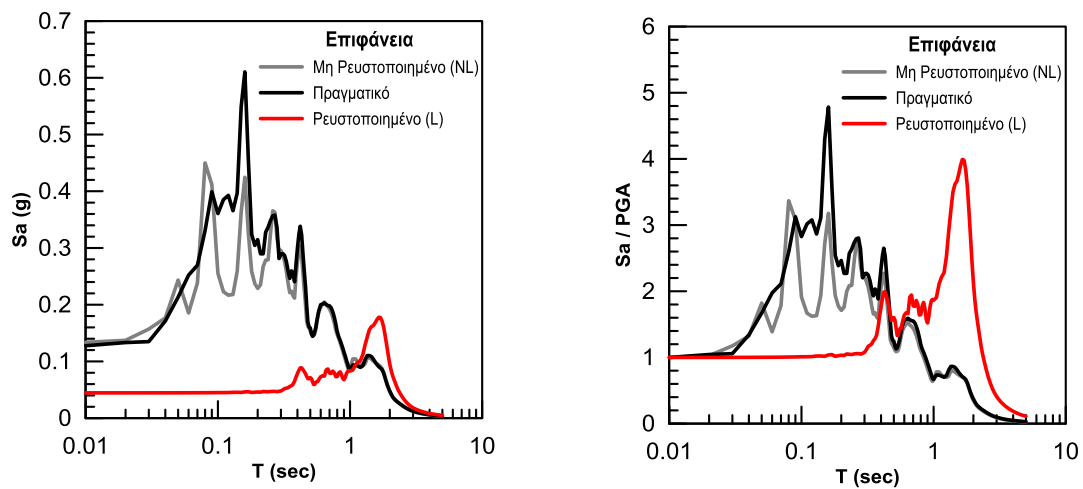 0.7
0.6
0.5
0.4
0.3
0.2
0.1
0
Sa (g)
Επιφάνεια
Μη Ρευστοποιημένο (NL)
Πραγματικό
Ρευστοποιημένο (L)
0.01
0.1
1
10
T (sec)
6
5
4
3
2
1
0
Sa / PGA
Επιφάνεια
Μη Ρευστοποιημένο (NL)
Πραγματικό
Ρευστοποιημένο (L)
0.01
0.1
1
10
T (sec)